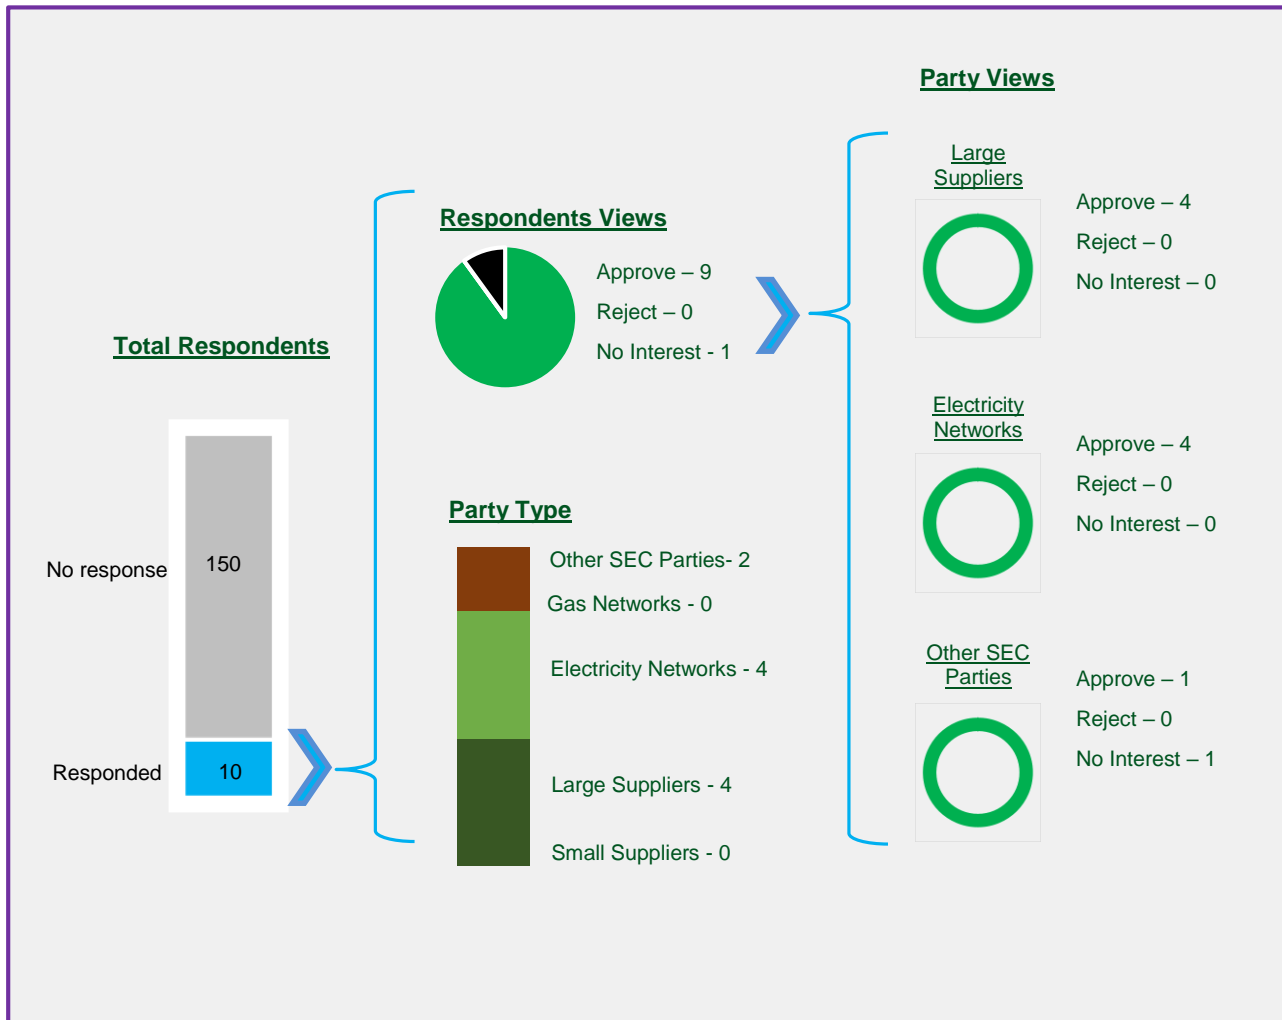 Total Respondents
No response
150
Responded
10
Respondents Views
Approve – 9
Reject – 0
No Interest - 1
Party Type
Other SEC Parties- 2
Gas Networks - 0
Electricity Networks - 4
Large Suppliers - 4
Small Suppliers - 0
Party Views
Large
Suppliers
Approve – 4
Reject – 0
No Interest – 0
Electricity
Networks
Approve – 4
Reject – 0
No Interest – 0
Other SEC
Parties
Approve – 1
Reject – 0
No Interest – 1